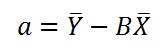 a = Ȳ − BX̄